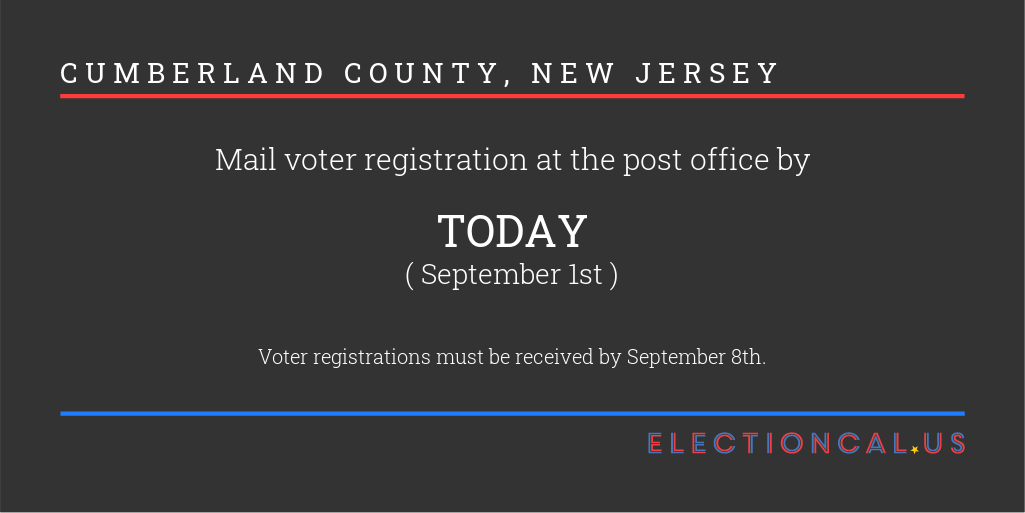 CUMBERLAND COUNTY, NEW JERSEY
Mail voter registration at the post office by
TODAY
( September 1st )
Voter registrations must be received by September 8th.
ELECTIONCAL.US